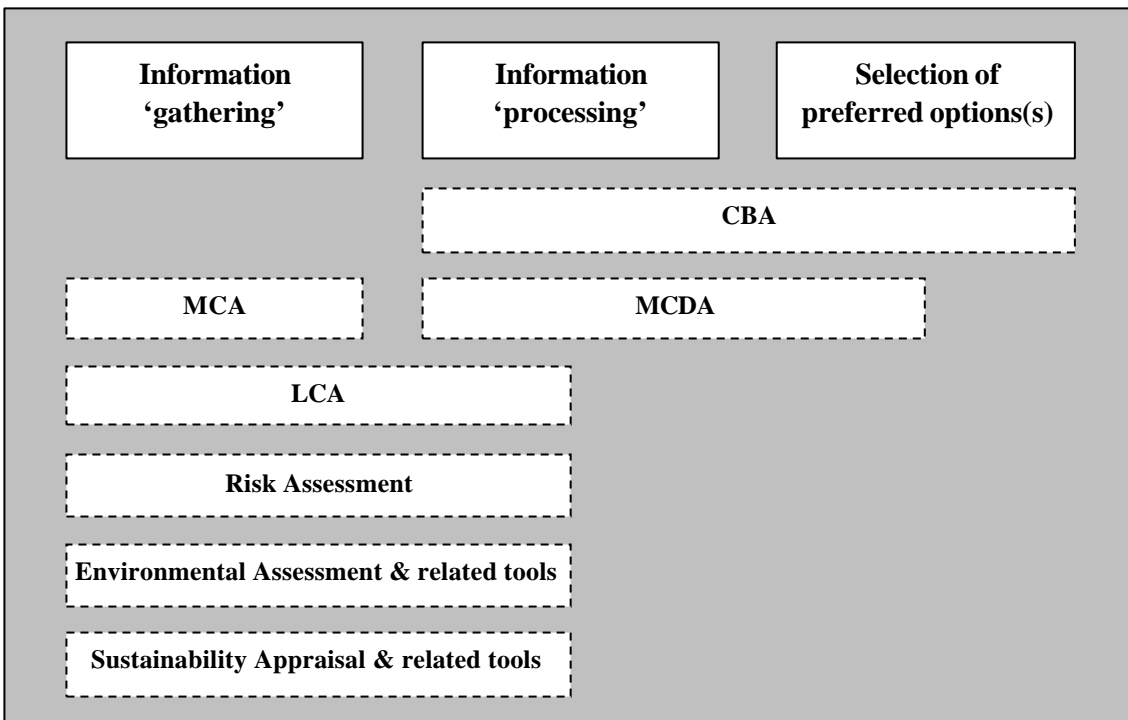 Information
‘gathering’
Information
‘processing’
Selection of
preferred options(s)
CBA
MCA
MCDA
LCA
Risk Assessment
Environmental Assessment & related tools
Sustainability Appraisal & related tools